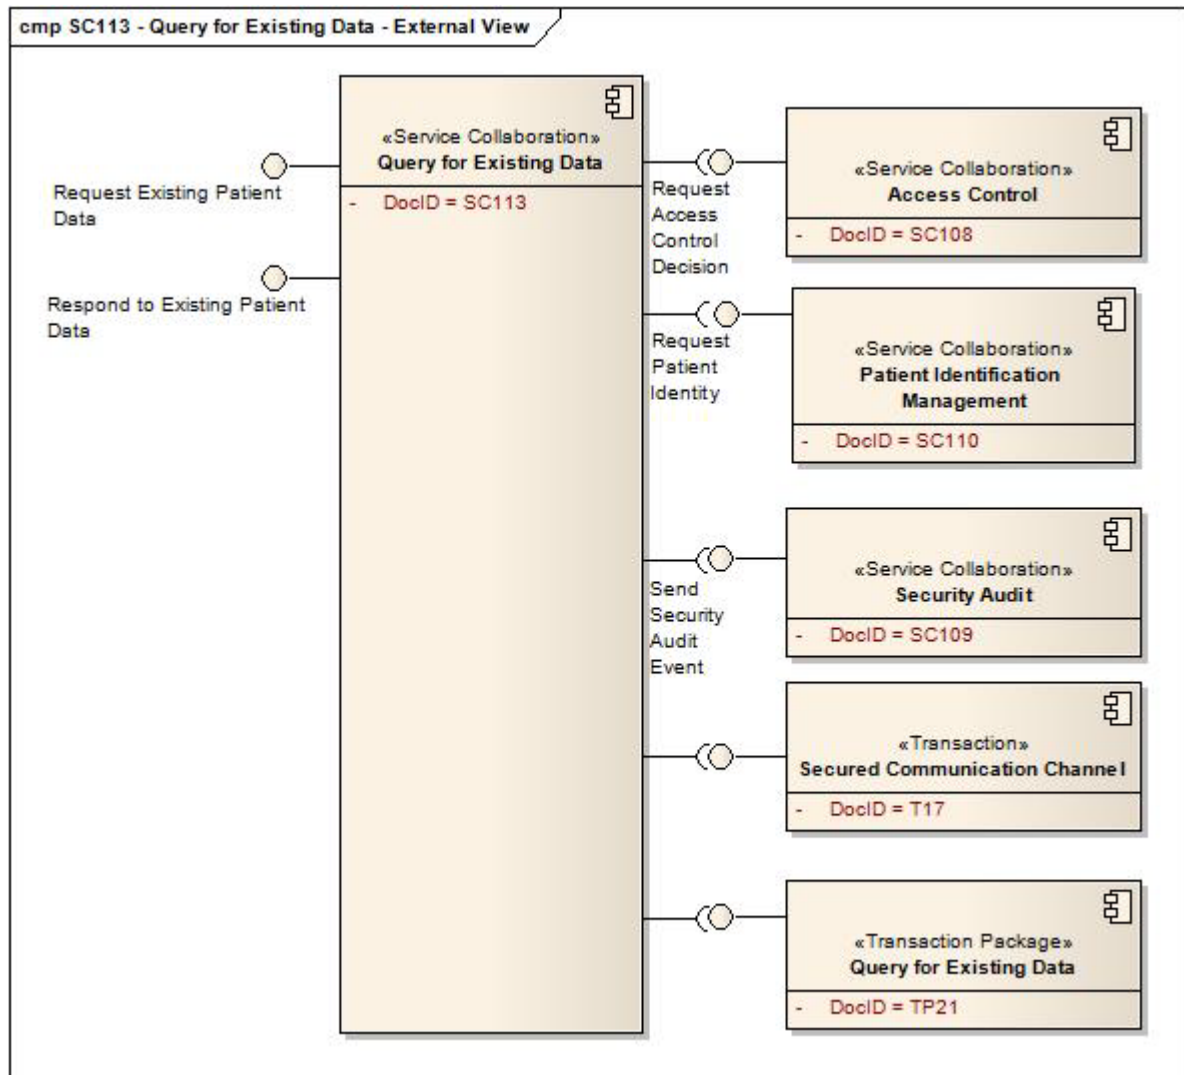 cmp SC113 - Query for Existing Data - External View
«Service Collaboration»
Query for Existing Data
- DocID = SC113
Request Existing Patient
Data
Respond to Existing Patient
Data
Request
Access
Control
Decision
«Service Collaboration»
Access Control
- DocID = SC108
Request
Patient
Identity
«Service Collaboration»
Patient Identification
Management
- DocID = SC110
Send
Security
Audit
Event
«Service Collaboration»
Security Audit
- DocID = SC109
«Transaction»
Secured Communication Channel
- DocID = T17
«Transaction Package»
Query for Existing Data
- DocID = TP21